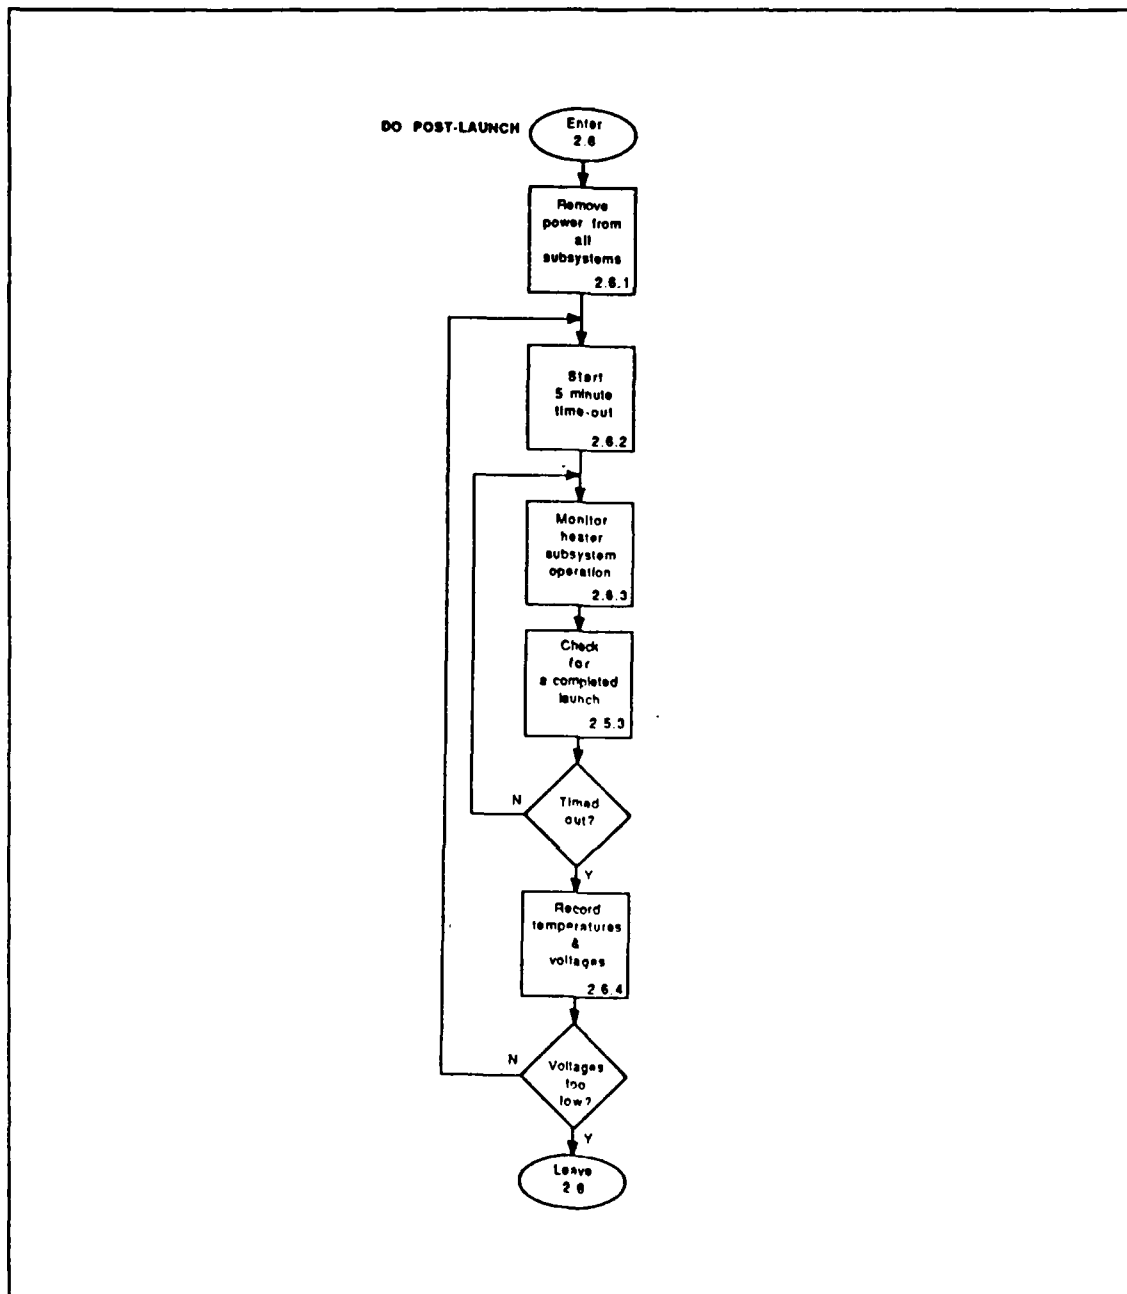 DO POST-LAUNCH
Enter
2.6
Remove
power from
all
subsystems
2.6.1
Start
5 minute
time-out
2.6.2
Monitor
heater
subsystem
operation
2.6.3
Check
for
a completed
launch
2.5.3
N
Timed
out?
Y
Record
temperatures
&
voltages
2.6.4
N
Voltages
too
low?
Y
Leave
2.6